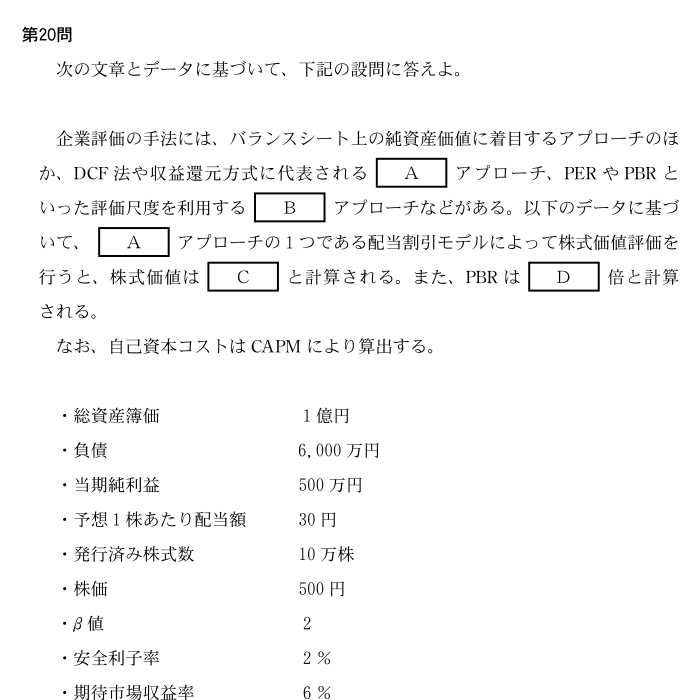 第20問
次の文章とデータに基づいて、下記の設問に答えよ。
企業評価の手法には、バランスシート上の純資産価値に着目するアプローチのほ
か、DCF 法や収益還元方式に代表される A アプローチ、PER や PBR と
いった評価尺度を利用する B アプローチなどがある。以下のデータに基づ
いて、 A アプローチの 1 つである配当割引モデルによって株式価値評価を
行うと、株式価値は C と計算される。また、PBR は D 倍と計算
される。
なお、自己資本コストは CAPM により算出する。
・総資産簿価 1 億円
・負債 6,000 万円
・当期純利益 500 万円
・予想 1 株あたり配当額 30 円
・発行済み株式数 10 万株
・株価 500 円
・β 値 2
・安全利子率 2 %
・期待市場収益率 6 %